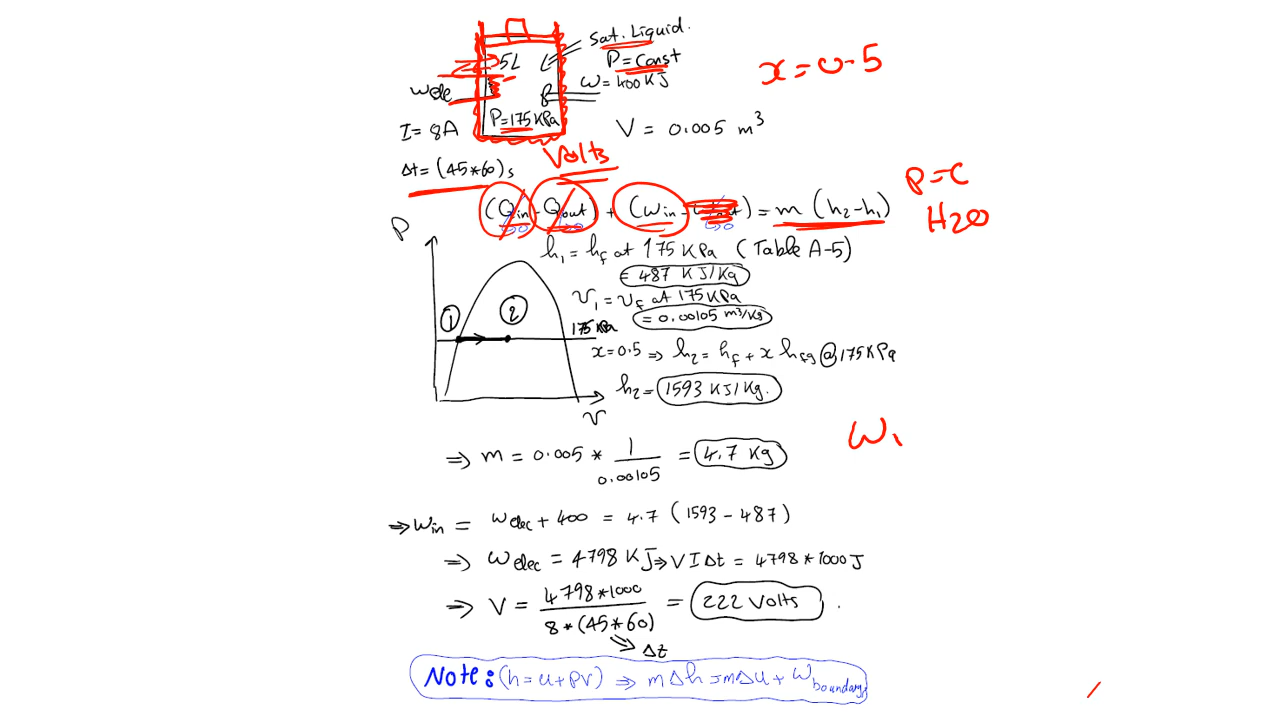 Sat. Liquid.
5L
P = Const
x = 0.5
Wele
W = 400 KJ
P=175 KPa
I = 8A
V = 0.005 m³
Δt = (45*60)s
Volts
P = C
(Qin - Qout) + (Win - Wout) = m (h2 - h1)
H2O
P
h1 = hf at 175 KPa (Table A-5)
= 487 KJ/Kg
v1 = vf at 175 KPa
= 0.00105 m³/Kg
1 2
175 KPa
x = 0.5 ⇒ h2 = hf + x hfg @ 175 KPa
h2 = 1593 KJ/Kg.
v
⇒ m = 0.005 * 1/0.00105 = 4.7 Kg
⇒ Win = Welec + 400 = 4.7 (1593 - 487)
⇒ Welec = 4798 KJ ⇒ V I Δt = 4798 * 1000 J
⇒ V = 4798*1000 / 8*(45*60) = 222 Volts.
⇒ Δt
Note: (h = u + Pv) ⇒ mΔh = mΔu + Wboundary